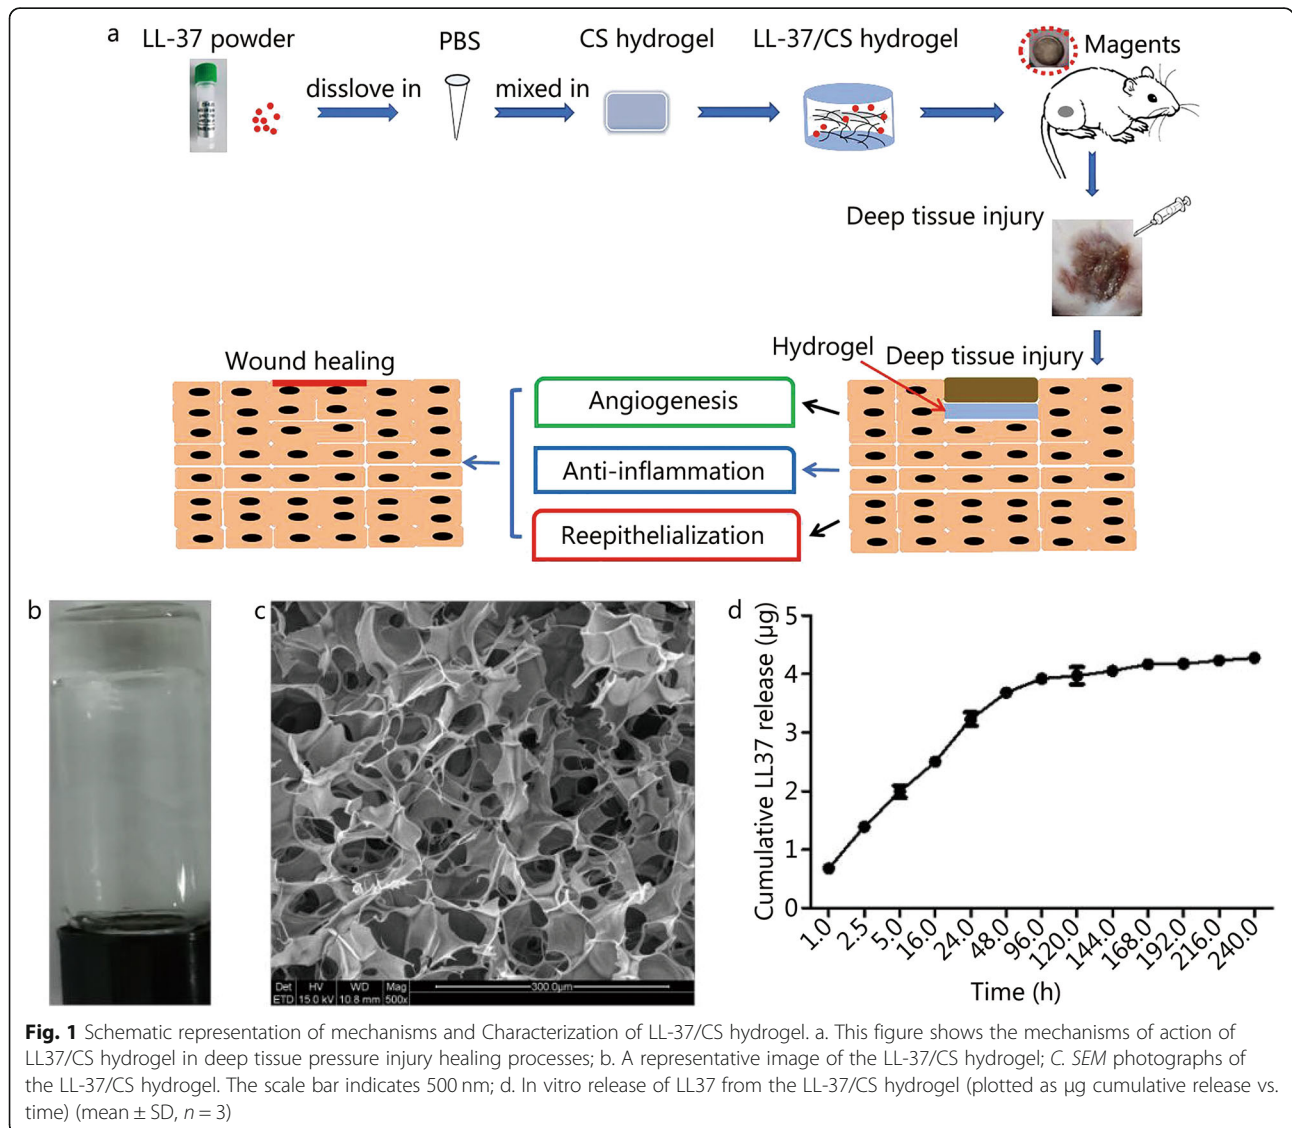 a
LL-37 powder
PBS
CS hydrogel
LL-37/CS hydrogel
Magents
disslove in
mixed in
Deep tissue injury
Hydrogel
Deep tissue injury
Wound healing
Angiogenesis
Anti-inflammation
Reepithelialization
b
c
Det HV WD Mag
ETD 15.0 kV 10.8 mm 500x
300.0µm
d
Cumulative LL37 release (µg)
5
4
3
2
1
0
1.0
2.5
5.0
16.0
24.0
48.0
96.0
120.0
144.0
168.0
192.0
216.0
240.0
Time (h)
Fig. 1 Schematic representation of mechanisms and Characterization of LL-37/CS hydrogel. a. This figure shows the mechanisms of action of
LL37/CS hydrogel in deep tissue pressure injury healing processes; b. A representative image of the LL-37/CS hydrogel; C. SEM photographs of
the LL-37/CS hydrogel. The scale bar indicates 500 nm; d. In vitro release of LL37 from the LL-37/CS hydrogel (plotted as µg cumulative release vs.
time) (mean ± SD, n = 3)